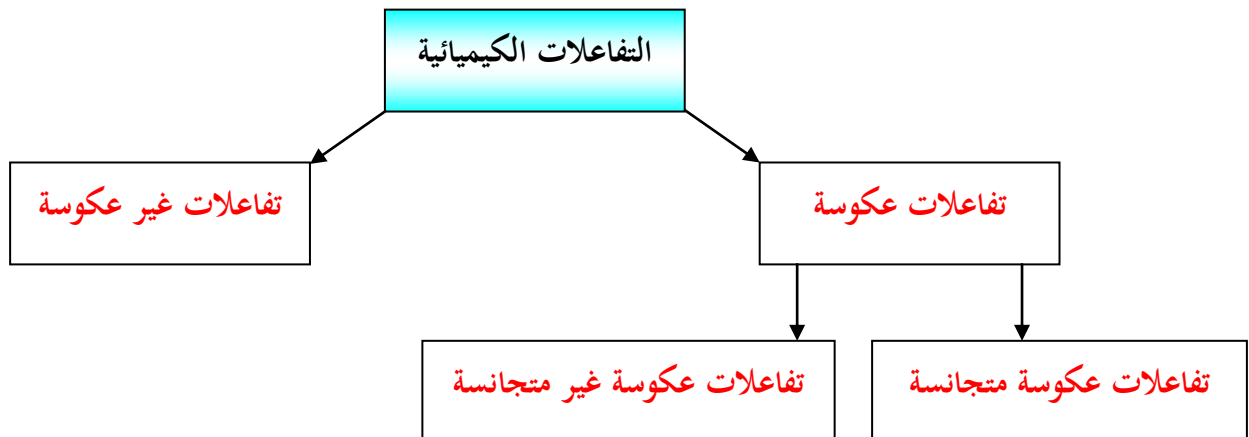 التفاعلات الكيميائية
تفاعلات عكوسة
تفاعلات غير عكوسة
تفاعلات عكوسة متجانسة
تفاعلات عكوسة غير متجانسة